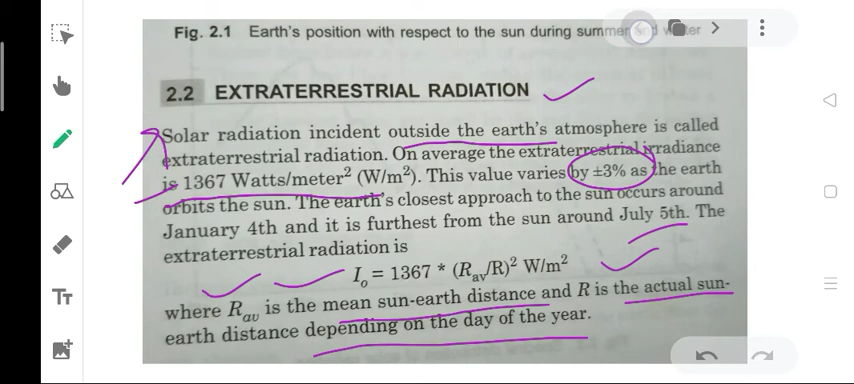 Fig. 2.1 Earth's position with respect to the sun during summer
2.2 EXTRATERRESTRIAL RADIATION
Solar radiation incident outside the earth's atmosphere is called
extraterrestrial radiation. On average the extraterrestrial irradiance
is 1367 Watts/meter² (W/m²). This value varies by ±3% as the earth
orbits the sun. The earth's closest approach to the sun occurs around
January 4th and it is furthest from the sun around July 5th. The
extraterrestrial radiation is
Iₒ = 1367 * (Rav/R)² W/m²
where Rav is the mean sun-earth distance and R is the actual sun-
earth distance depending on the day of the year.
Tт